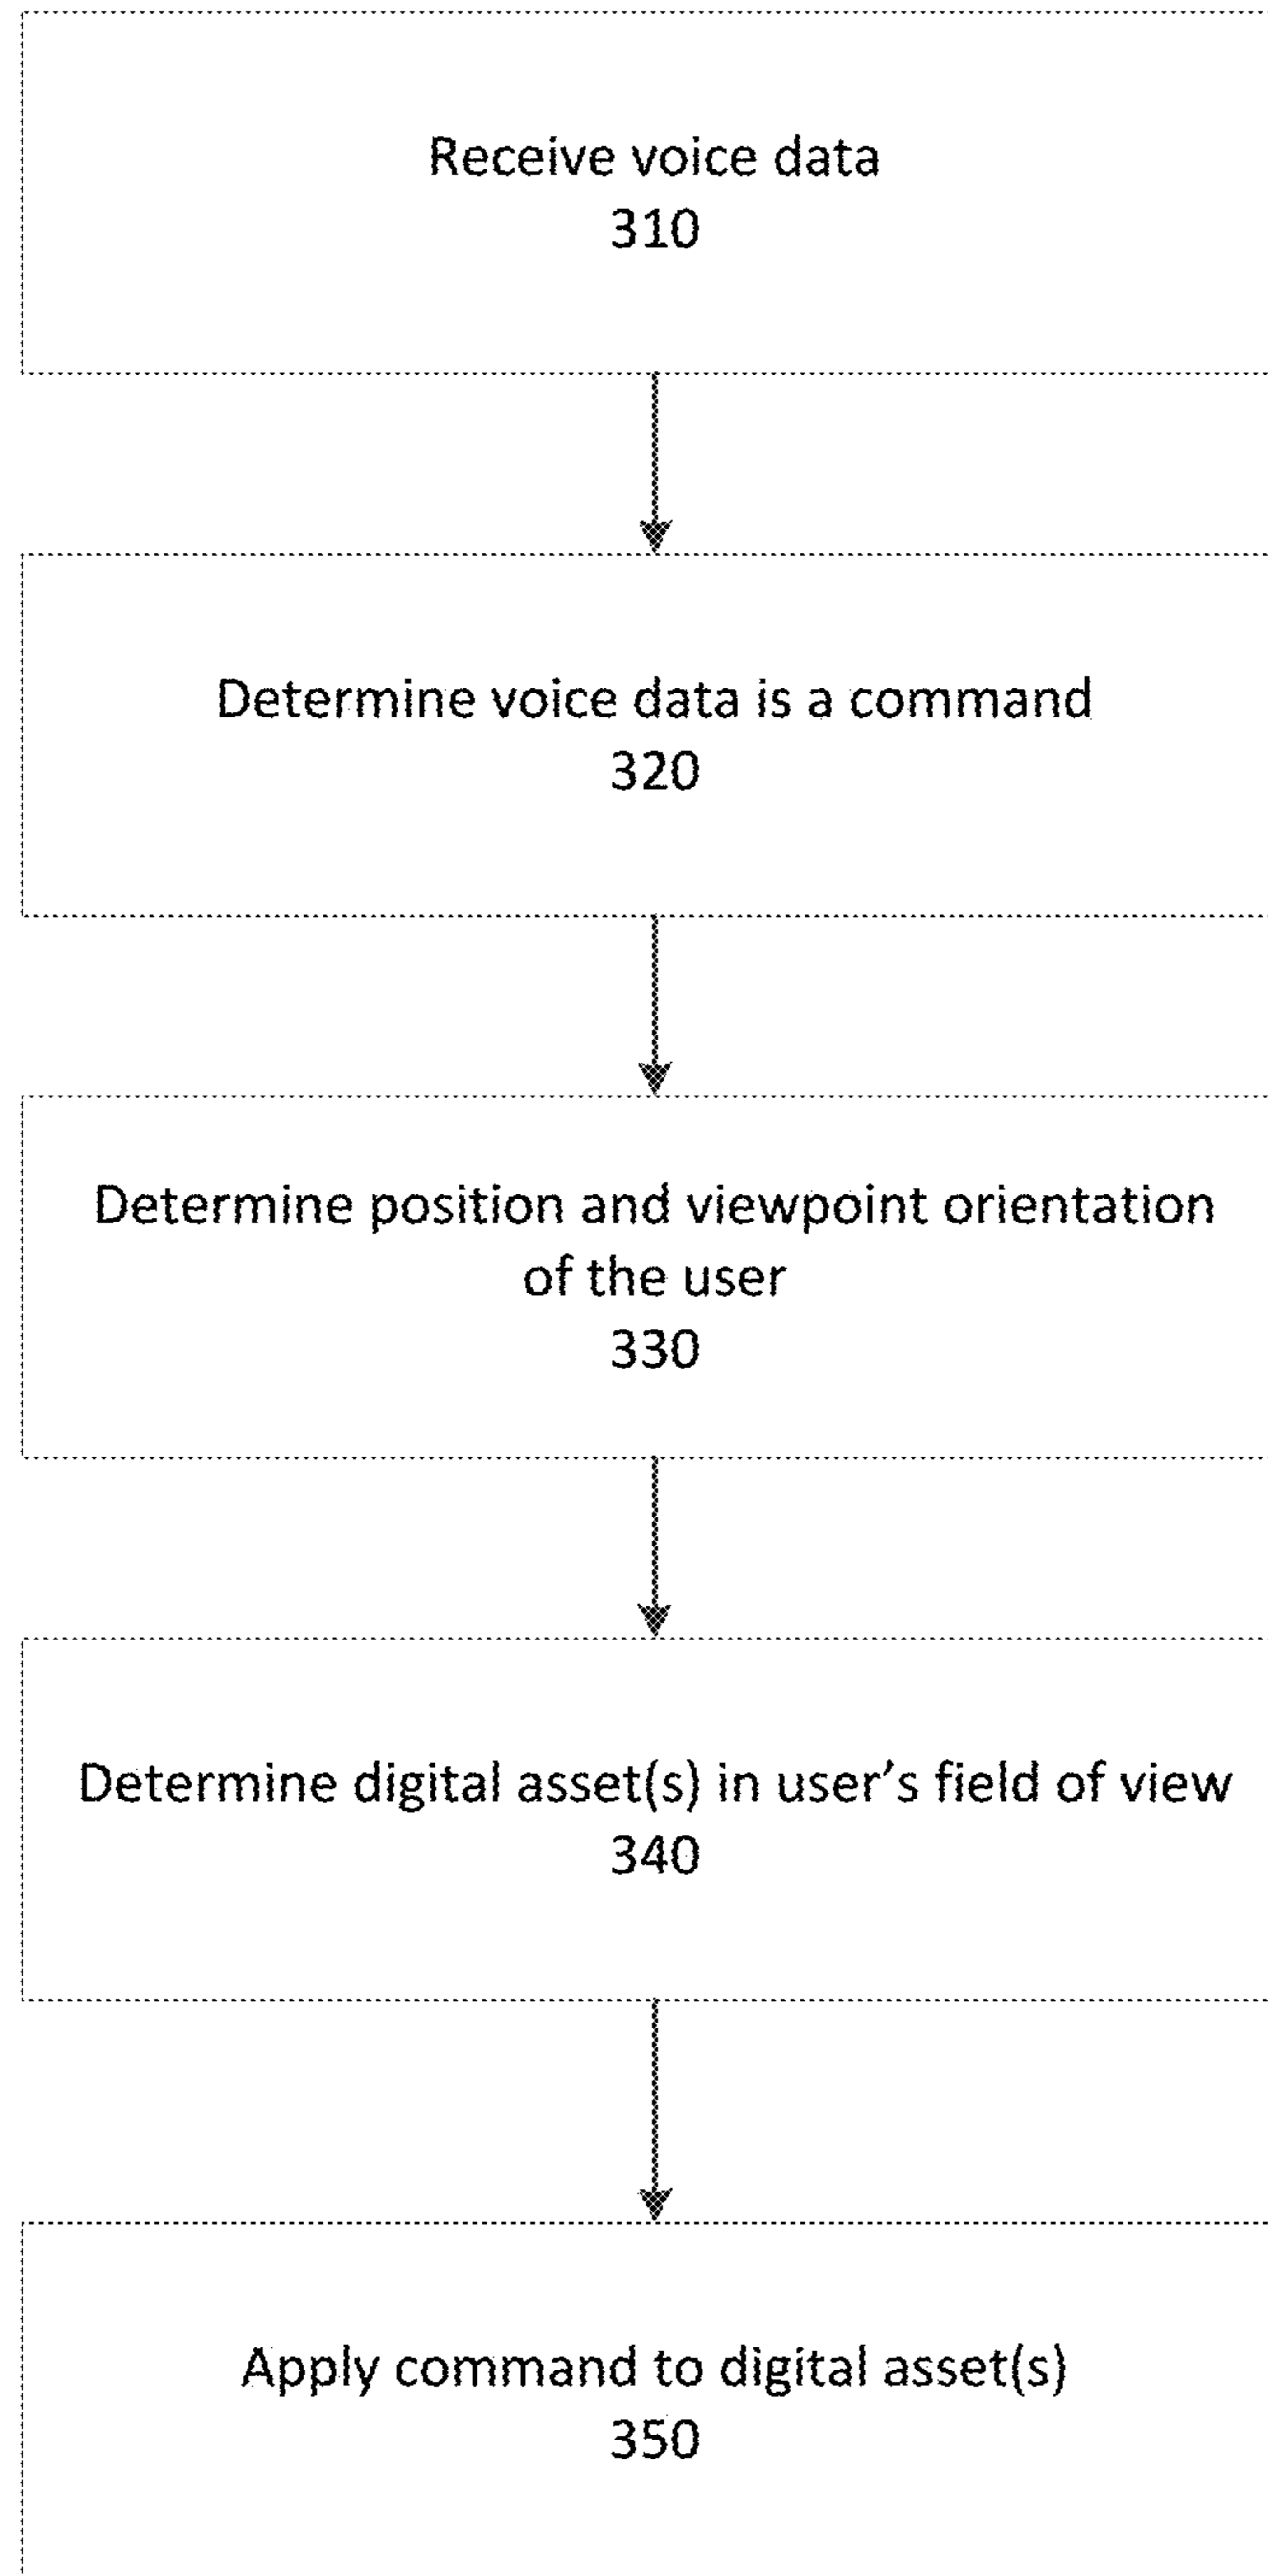 Receive voice data
310
Determine voice data is a command
320
Determine position and viewpoint orientation
of the user
330
Determine digital asset(s) in user’s field of view
340
Apply command to digital asset(s)
350